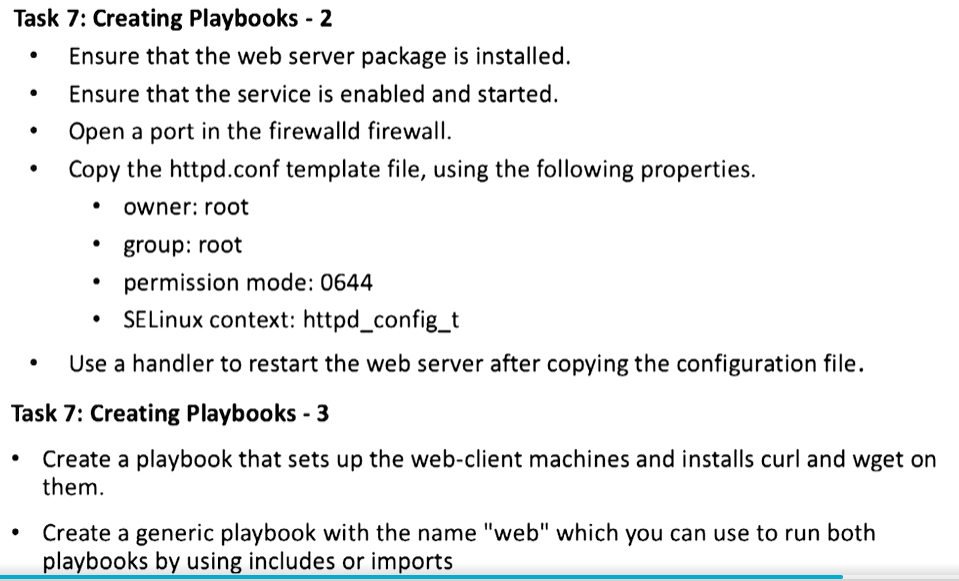 Task 7: Creating Playbooks - 2
• Ensure that the web server package is installed.
• Ensure that the service is enabled and started.
• Open a port in the firewalld firewall.
• Copy the httpd.conf template file, using the following properties.
• owner: root
• group: root
• permission mode: 0644
• SELinux context: httpd_config_t
• Use a handler to restart the web server after copying the configuration file.
Task 7: Creating Playbooks - 3
• Create a playbook that sets up the web-client machines and installs curl and wget on
them.
• Create a generic playbook with the name "web" which you can use to run both
playbooks by using includes or imports